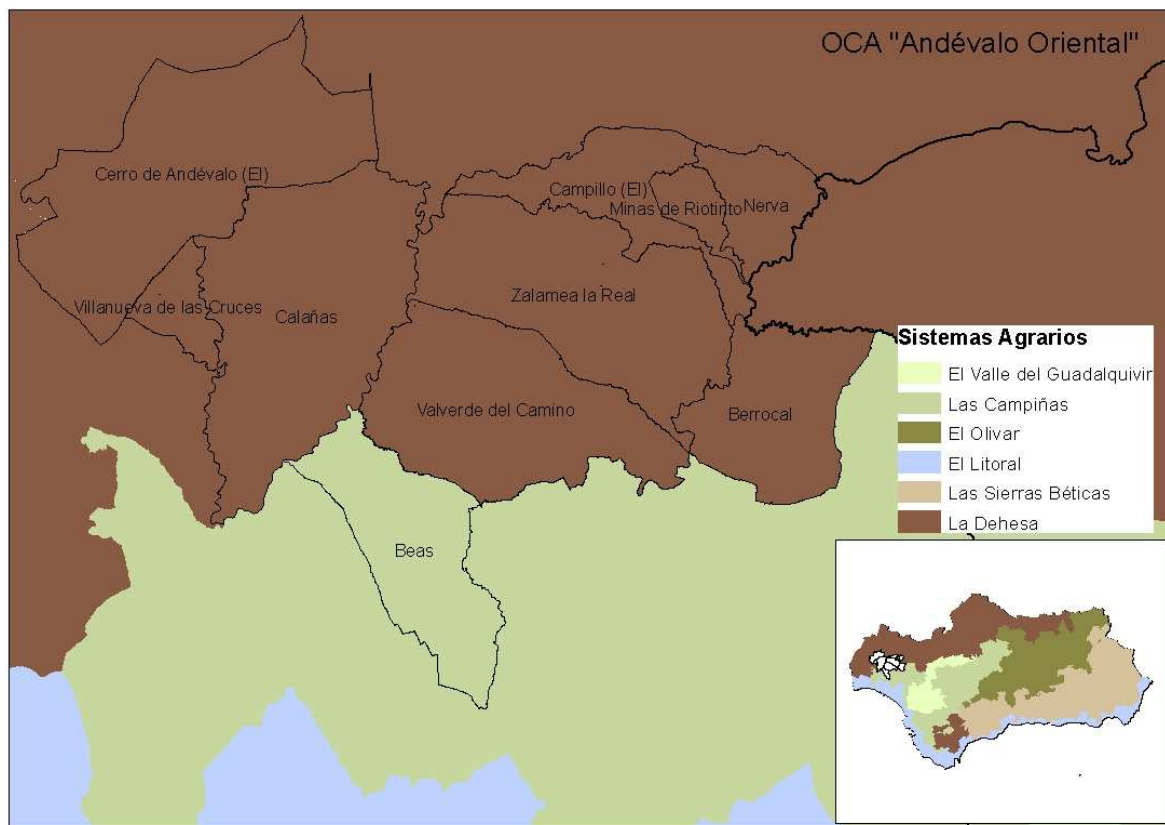 OCA "Andévalo Oriental"
Cerro de Andévalo (El)
Campillo (El)
Minas de Riotinto
Nerva
Villanueva de las Cruces
Calañas
Zalamea la Real
Valverde del Camino
Berrocal
Beas
Sistemas Agrarios
El Valle del Guadalquivir
Las Campiñas
El Olivar
El Litoral
Las Sierras Béticas
La Dehesa